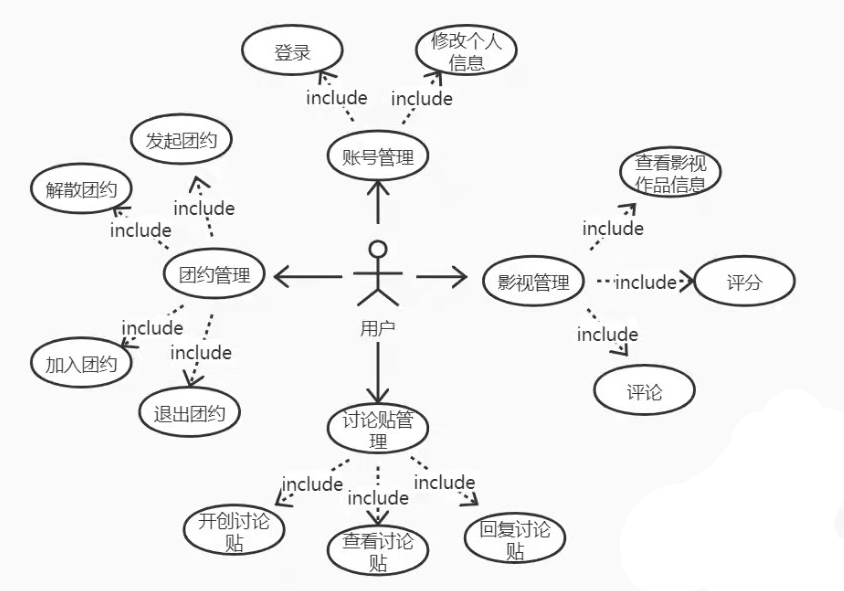 登录
修改个人
信息
include
include
账号管理
发起团约
解散团约
include
include
团约管理
include
include
加入团约
退出团约
用户
查看影视
作品信息
include
影视管理
include
评分
include
评论
讨论贴管
理
include
include
include
开创讨论
贴
查看讨论
贴
回复讨论
贴